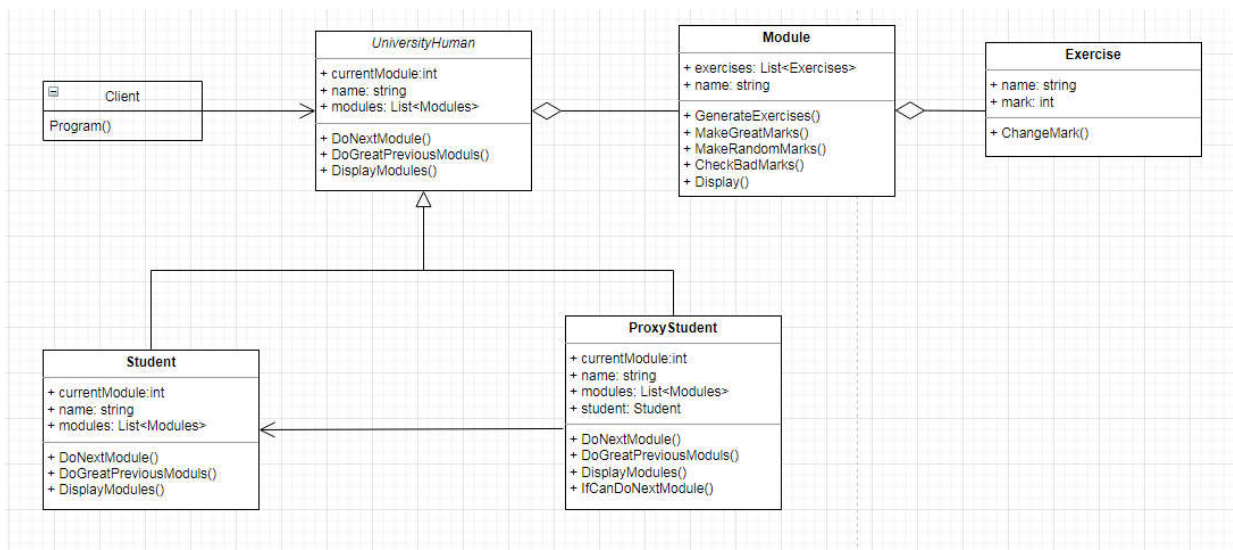 Client
Program()
UniversityHuman
+ currentModule:int
+ name: string
+ modules: List<Modules>
+ DoNextModule()
+ DoGreatPreviousModuls()
+ DisplayModules()
Module
+ exercises: List<Exercises>
+ name: string
+ GenerateExercises()
+ MakeGreatMarks()
+ MakeRandomMarks()
+ CheckBadMarks()
+ Display()
Exercise
+ name: string
+ mark: int
+ ChangeMark()
Student
+ currentModule:int
+ name: string
+ modules: List<Modules>
+ DoNextModule()
+ DoGreatPreviousModuls()
+ DisplayModules()
ProxyStudent
+ currentModule:int
+ name: string
+ modules: List<Modules>
+ student: Student
+ DoNextModule()
+ DoGreatPreviousModuls()
+ DisplayModules()
+ IfCanDoNextModule()